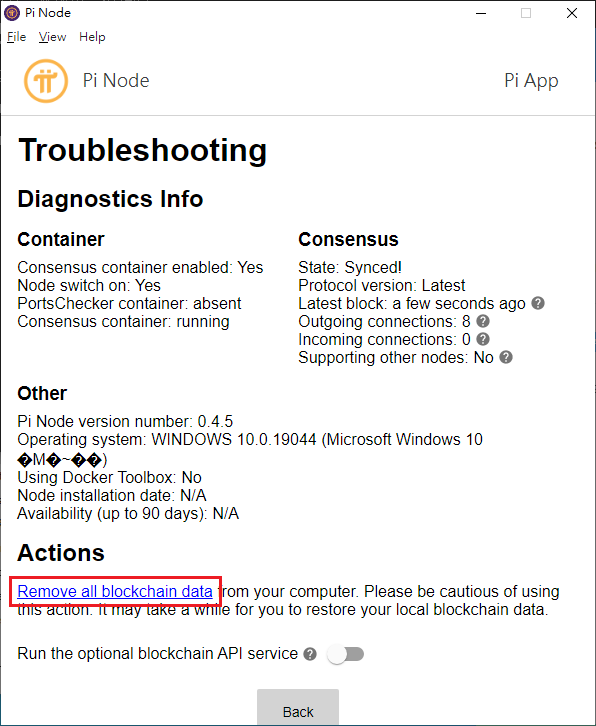 Pi Node
File View Help
Pi Node
Pi App
Troubleshooting
Diagnostics Info
Container
Consensus container enabled: Yes
Node switch on: Yes
PortsChecker container: absent
Consensus container: running
Consensus
State: Synced!
Protocol version: Latest
Latest block: a few seconds ago ?
Outgoing connections: 8 ?
Incoming connections: 0 ?
Supporting other nodes: No ?
Other
Pi Node version number: 0.4.5
Operating system: WINDOWS 10.0.19044 (Microsoft Windows 10
�M�~��)
Using Docker Toolbox: No
Node installation date: N/A
Availability (up to 90 days): N/A
Actions
Remove all blockchain data from your computer. Please be cautious of using
this action. It may take a while for you to restore your local blockchain data.
Run the optional blockchain API service ?
Back